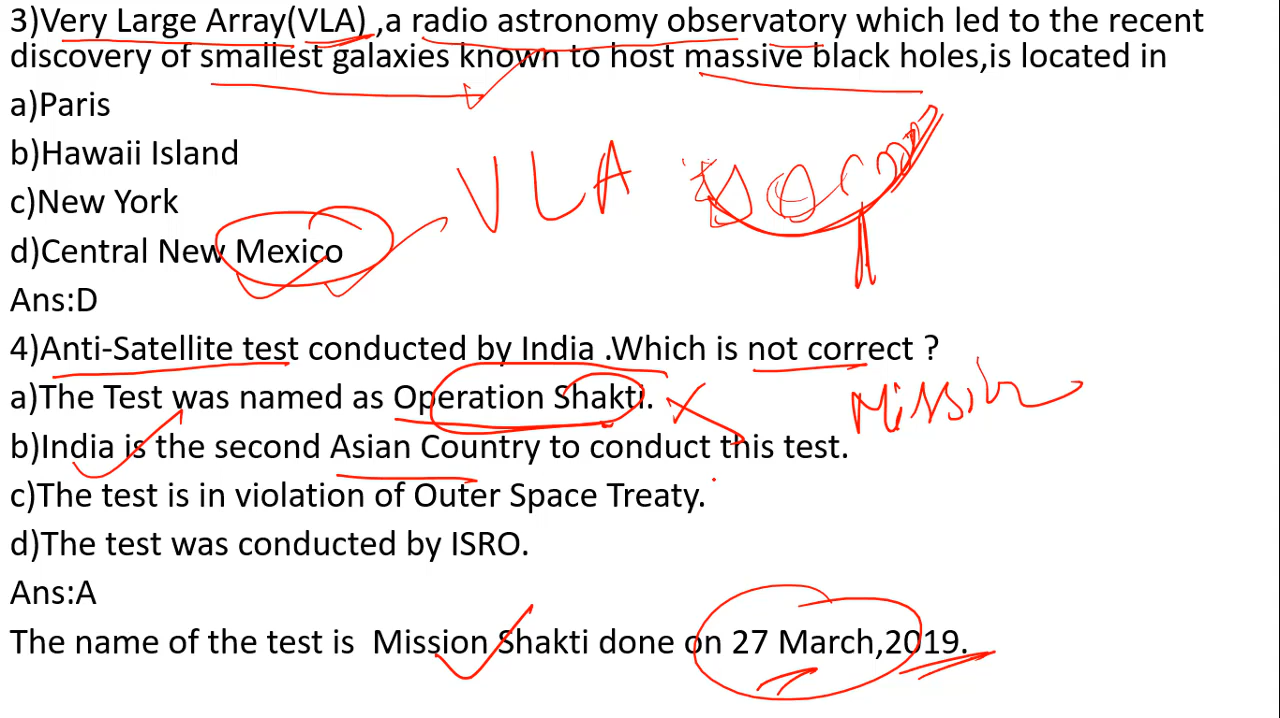 3)Very Large Array(VLA) ,a radio astronomy observatory which led to the recent
discovery of smallest galaxies known to host massive black holes,is located in
a)Paris
b)Hawaii Island
c)New York
VLA
d)Central New Mexico
Ans:D
4)Anti-Satellite test conducted by India .Which is not correct ?
a)The Test was named as Operation Shakti.
Mission
b)India is the second Asian Country to conduct this test.
c)The test is in violation of Outer Space Treaty.
d)The test was conducted by ISRO.
Ans:A
The name of the test is  Mission Shakti done on 27 March,2019.